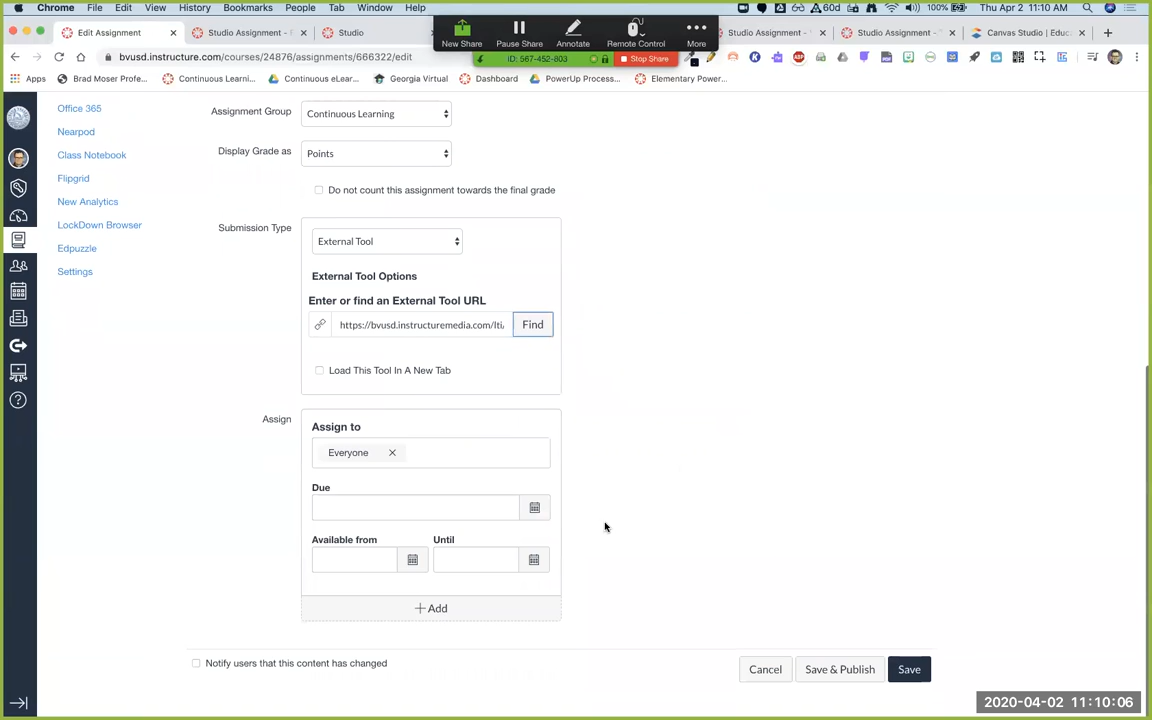 Chrome File Edit View History Bookmarks People Tab Window Help 60d 100% Thu Apr 2 11:10 AM
Edit Assignment Studio Assignment - Studio Studio Assignment - Studio Assignment - Canvas Studio | Educ
New Share Pause Share Annotate Remote Control More
ID: 567-452-803 Stop Share
bvusd.instructure.com/courses/24876/assignments/666322/edit
Apps Brad Moser Profe... Continuous Learni... Continuous eLear... Georgia Virtual Dashboard PowerUp Process... Elementary Powe...
Office 365
Nearpod
Class Notebook
Flipgrid
New Analytics
LockDown Browser
Edpuzzle
Settings
Assignment Group Continuous Learning
Display Grade as Points
Do not count this assignment towards the final grade
Submission Type
External Tool
External Tool Options
Enter or find an External Tool URL
https://bvusd.instructuremedia.com/lti/ Find
Load This Tool In A New Tab
Assign
Assign to
Everyone
Due
Available from Until
+ Add
Notify users that this content has changed
Cancel Save & Publish Save
2020-04-02 11:10:06